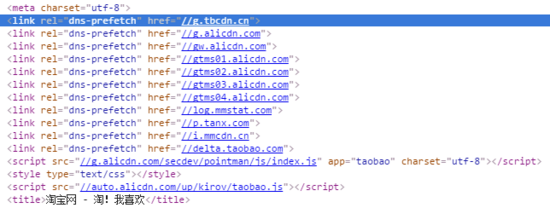 <meta charset="utf-8">
<link rel="dns-prefetch" href="//g.tbcdn.cn">
<link rel="dns-prefetch" href="//g.alicdn.com">
<link rel="dns-prefetch" href="//gw.alicdn.com">
<link rel="dns-prefetch" href="//gtms01.alicdn.com">
<link rel="dns-prefetch" href="//gtms02.alicdn.com">
<link rel="dns-prefetch" href="//gtms03.alicdn.com">
<link rel="dns-prefetch" href="//gtms04.alicdn.com">
<link rel="dns-prefetch" href="//log.mmstat.com">
<link rel="dns-prefetch" href="//p.tanx.com">
<link rel="dns-prefetch" href="//i.mmcdn.cn">
<link rel="dns-prefetch" href="//delta.taobao.com">
<script src="//g.alicdn.com/secdev/pointman/js/index.js" app="taobao" charset="utf-8"></script>
<style type="text/css"></style>
<script src="//auto.alicdn.com/up/kirov/taobao.js"></script>
<title>淘宝网 - 淘！我喜欢</title>